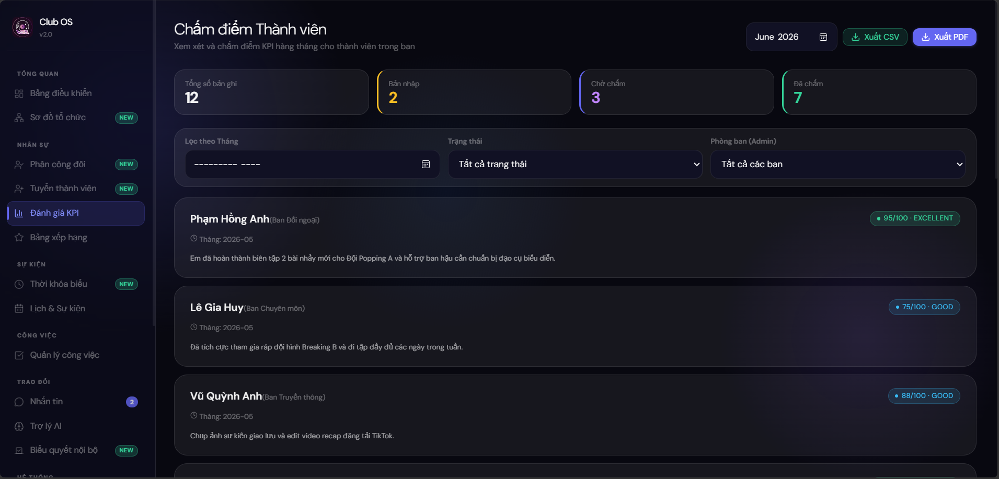 Club OS
v2.0
TỔNG QUAN
Bảng điều khiển
Sơ đồ tổ chức NEW
NHÂN SỰ
Phân công đội NEW
Tuyển thành viên NEW
Đánh giá KPI
Bảng xếp hạng
SỰ KIỆN
Thời khóa biểu NEW
Lịch & Sự kiện
CÔNG VIỆC
Quản lý công việc
TRAO ĐỔI
Nhắn tin 2
Trợ lý AI
Biểu quyết nội bộ NEW
HỆ THỐNG
Chấm điểm Thành viên
Xem xét và chấm điểm KPI hàng tháng cho thành viên trong ban
June 2026
Xuất CSV
Xuất PDF
Tổng số bản ghi
12
Bản nháp
2
Chờ chấm
3
Đã chấm
7
Lọc theo Tháng
--------- ----
Trạng thái
Tất cả trạng thái
Phòng ban (Admin)
Tất cả các ban
Phạm Hồng Anh(Ban Đối ngoại)
95/100 · EXCELLENT
Tháng: 2026-05
Em đã hoàn thành biên tập 2 bài nhảy mới cho Đội Popping A và hỗ trợ ban hậu cần chuẩn bị đạo cụ biểu diễn.
Lê Gia Huy(Ban Chuyên môn)
75/100 · GOOD
Tháng: 2026-05
Đã tích cực tham gia ráp đội hình Breaking B và đi tập đầy đủ các ngày trong tuần.
Vũ Quỳnh Anh(Ban Truyền thông)
88/100 · GOOD
Tháng: 2026-05
Chụp ảnh sự kiện giao lưu và edit video recap đăng tải TikTok.